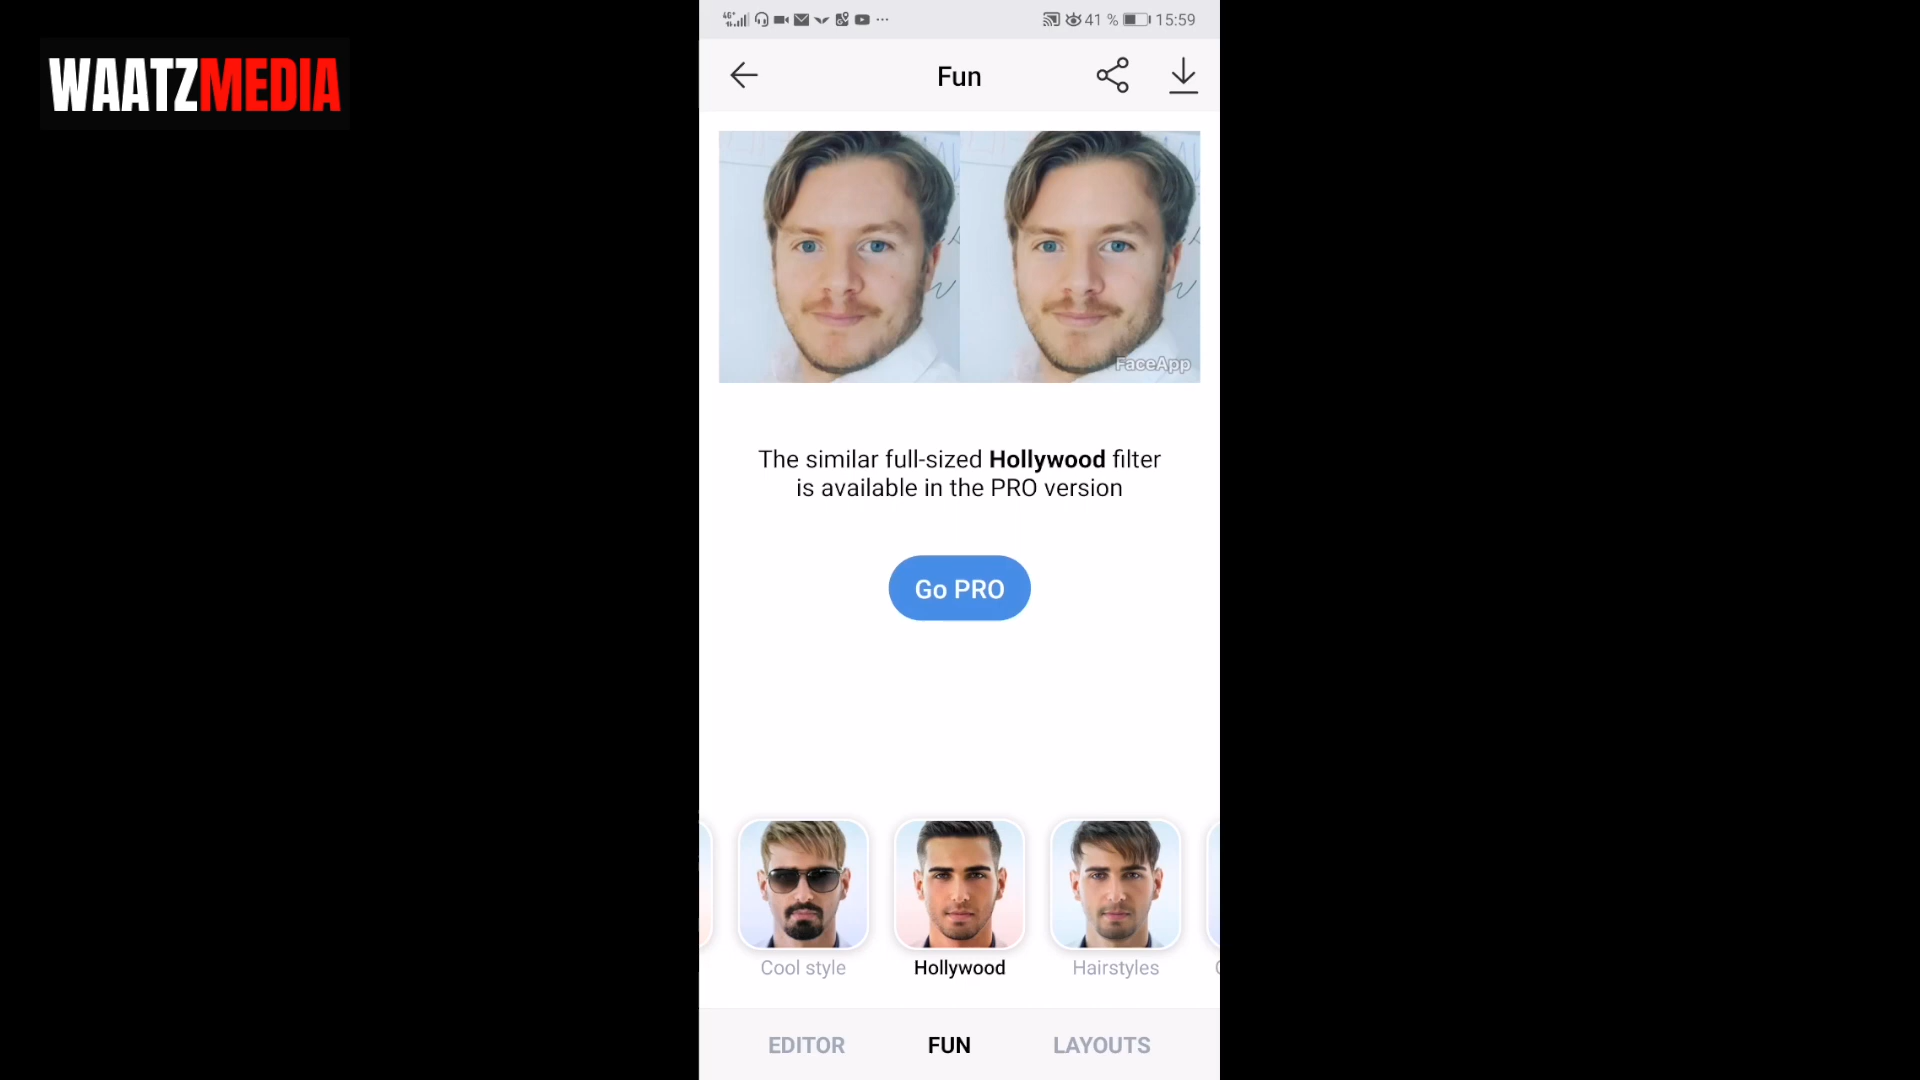 WAATZMEDIA
4G+
41 %
15:59
Fun
FaceApp
The similar full-sized Hollywood filter
is available in the PRO version
Go PRO
Cool style
Hollywood
Hairstyles
EDITOR
FUN
LAYOUTS